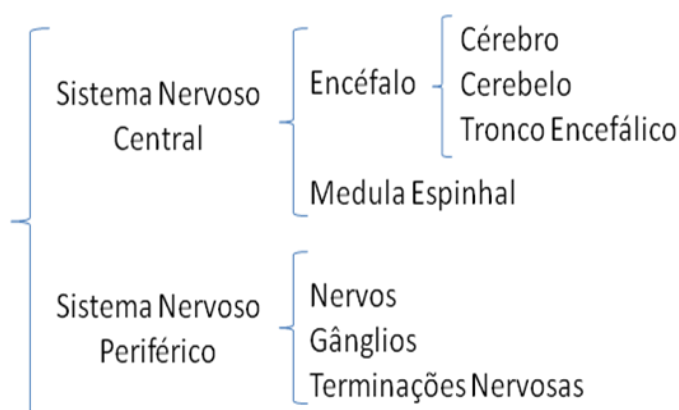 Sistema Nervoso
Central
Encéfalo
Cérebro
Cerebelo
Tronco Encefálico
Medula Espinhal
Sistema Nervoso
Periférico
Nervos
Gânglios
Terminações Nervosas